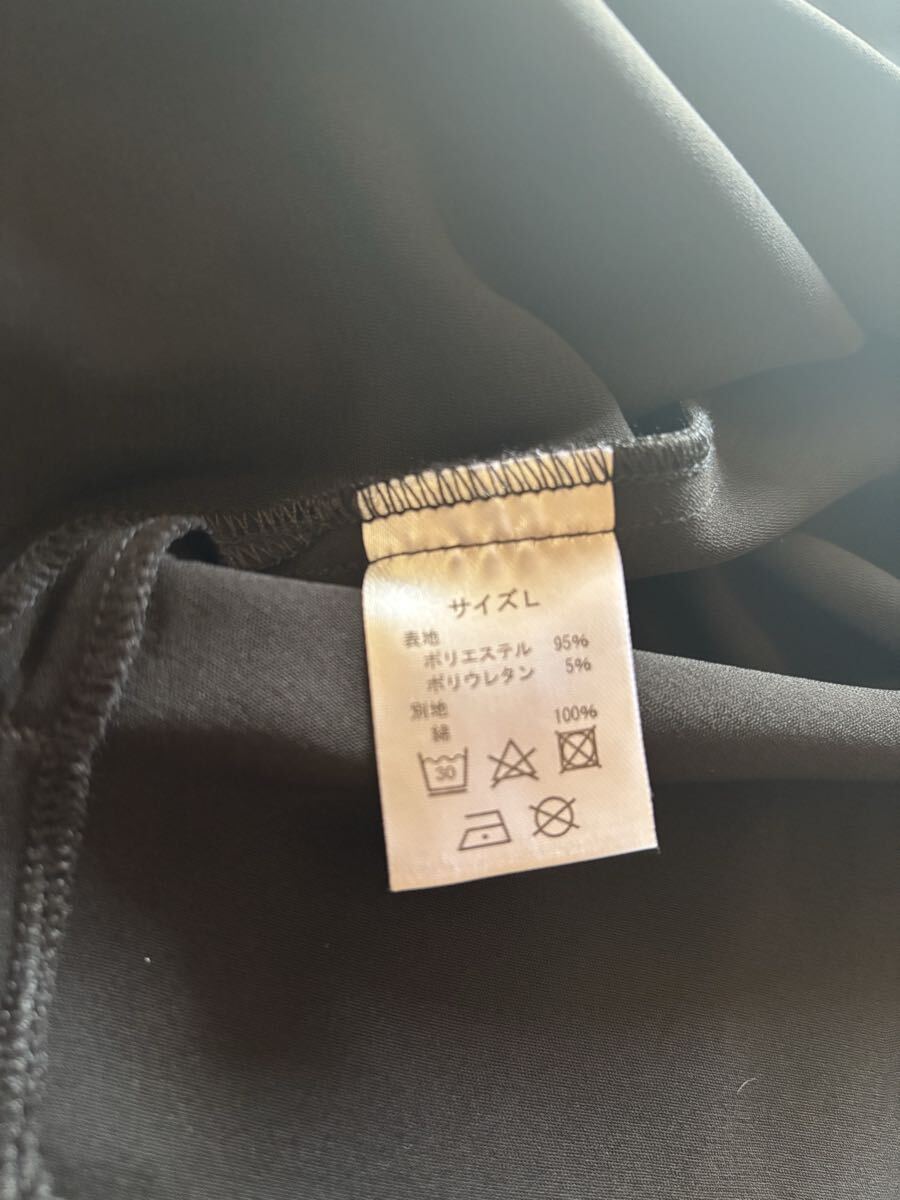 サイズL
表地
ポリエステル 95%
ポリウレタン 5%
別地
綿 100%
30